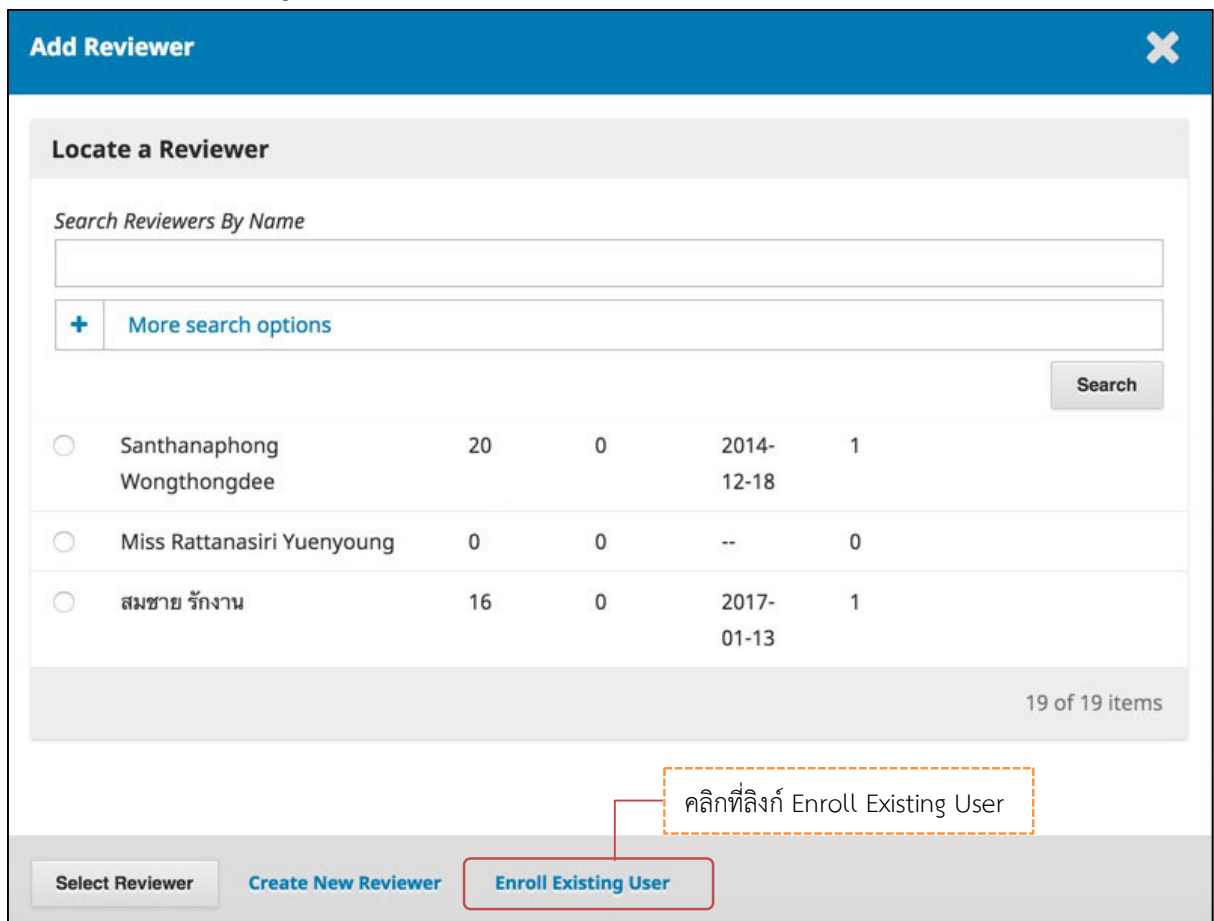 Add Reviewer
Locate a Reviewer
Search Reviewers By Name
+ More search options
Search
Santhanaphong 20 0 2014- 1
Wongthongdee 12-18
Miss Rattanasiri Yuenyoung 0 0 -- 0
สมชาย รักงาน 16 0 2017- 1
01-13
19 of 19 items
คลิกที่ลิงก์ Enroll Existing User
Select Reviewer Create New Reviewer Enroll Existing User